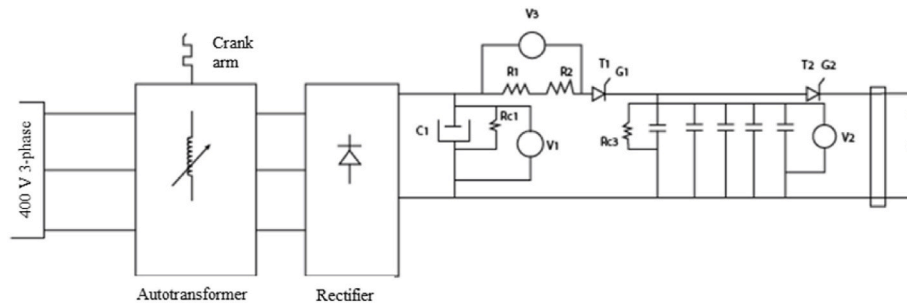 V3
Crank
arm
R1
R2
T1
G1
T2 G2
400 V 3-phase
C1
Rc1
V1
Rc3
V2
Autotransformer
Rectifier